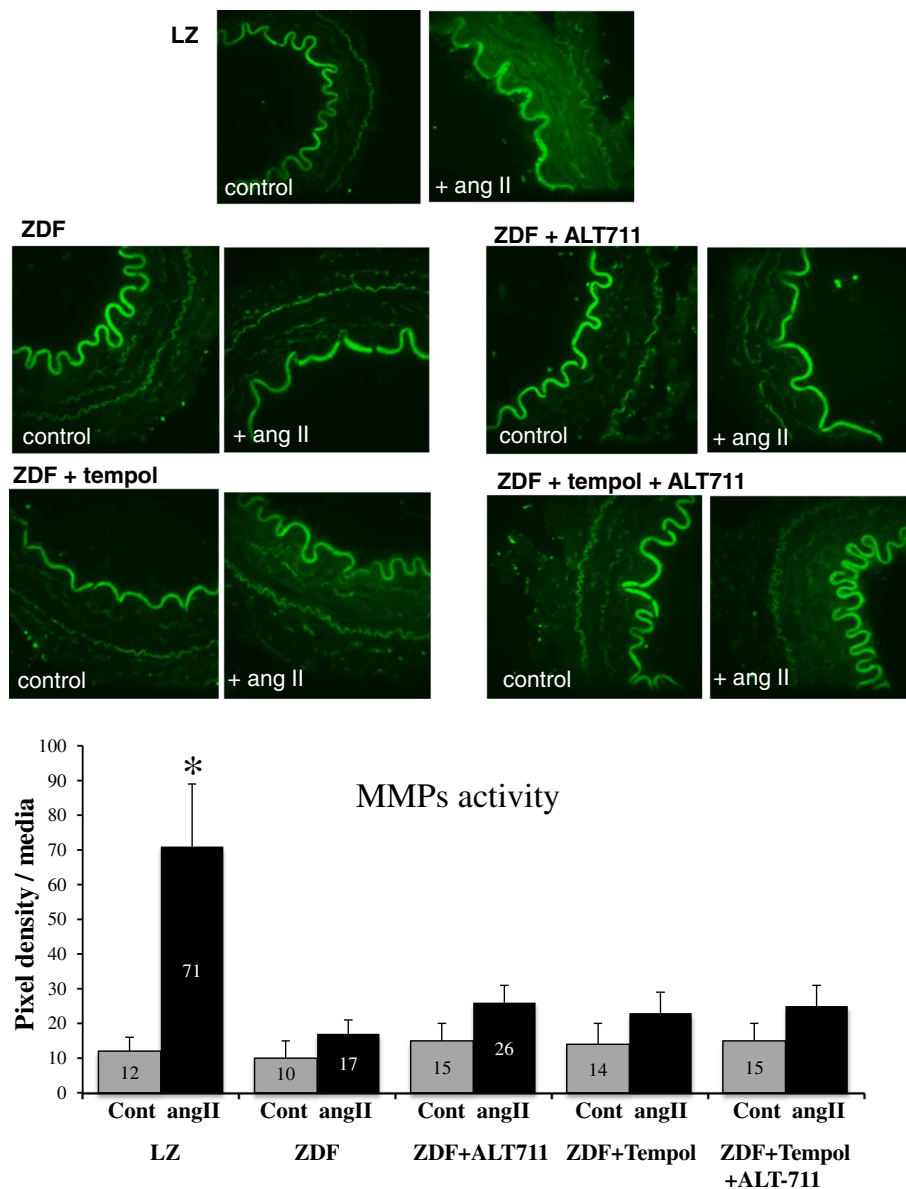 LZ
control
+ ang II
ZDF
control
+ ang II
ZDF + ALT711
control
+ ang II
ZDF + tempol
control
+ ang II
ZDF + tempol + ALT711
control
+ ang II
MMPs activity
Pixel density / media
100
90
80
70
60
50
40
30
20
10
0
*
12
71
10
17
15
26
14
15
Cont angII Cont angII Cont angII Cont angII Cont angII
LZ ZDF ZDF+ALT711 ZDF+Tempol ZDF+Tempol
+ALT-711